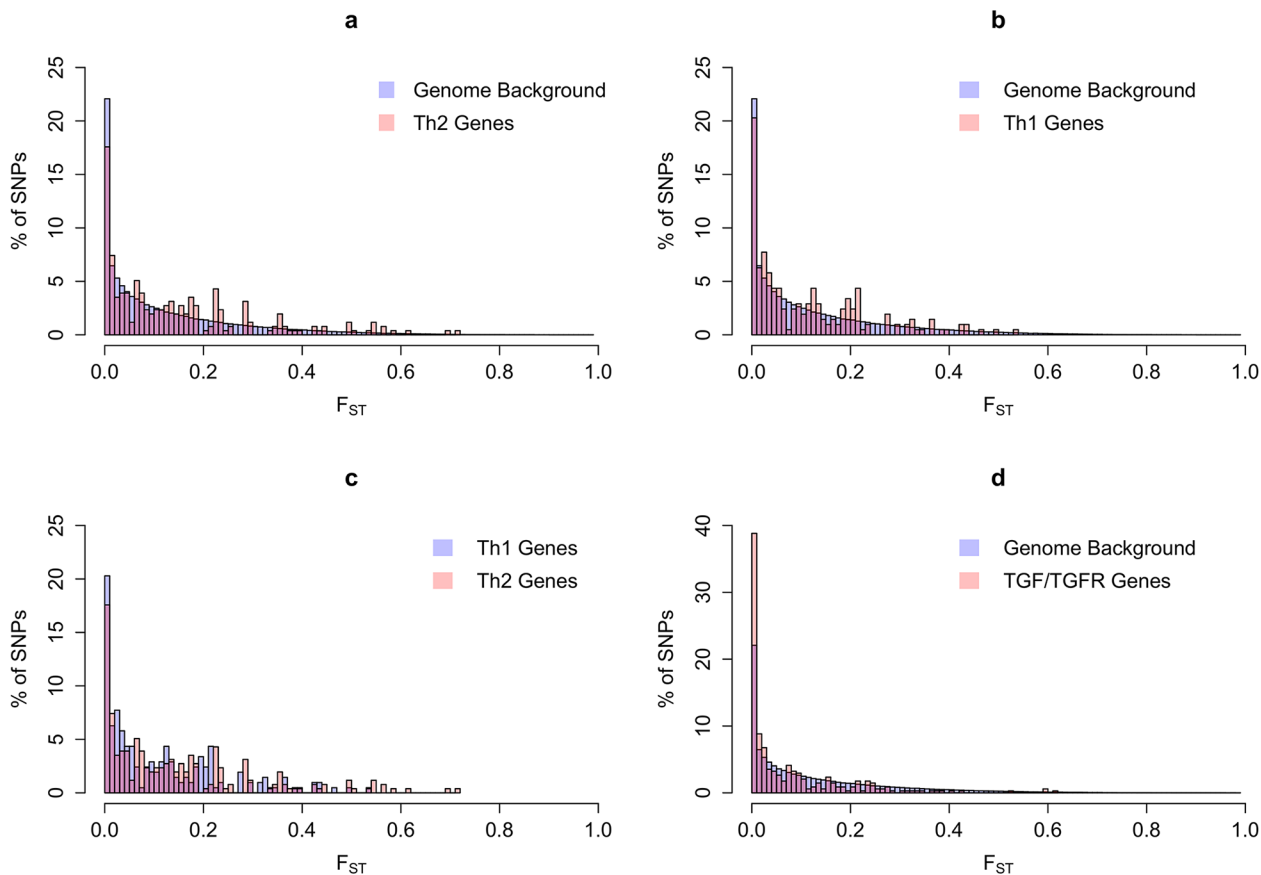 a
25
20
15
10
5
0
% of SNPs
Genome Background
Th2 Genes
0.0 0.2 0.4 0.6 0.8 1.0
FST
b
25
20
15
10
5
0
% of SNPs
Genome Background
Th1 Genes
0.0 0.2 0.4 0.6 0.8 1.0
FST
c
25
20
15
10
5
0
% of SNPs
Th1 Genes
Th2 Genes
0.0 0.2 0.4 0.6 0.8 1.0
FST
d
40
30
20
10
0
% of SNPs
Genome Background
TGF/TGFR Genes
0.0 0.2 0.4 0.6 0.8 1.0
FST